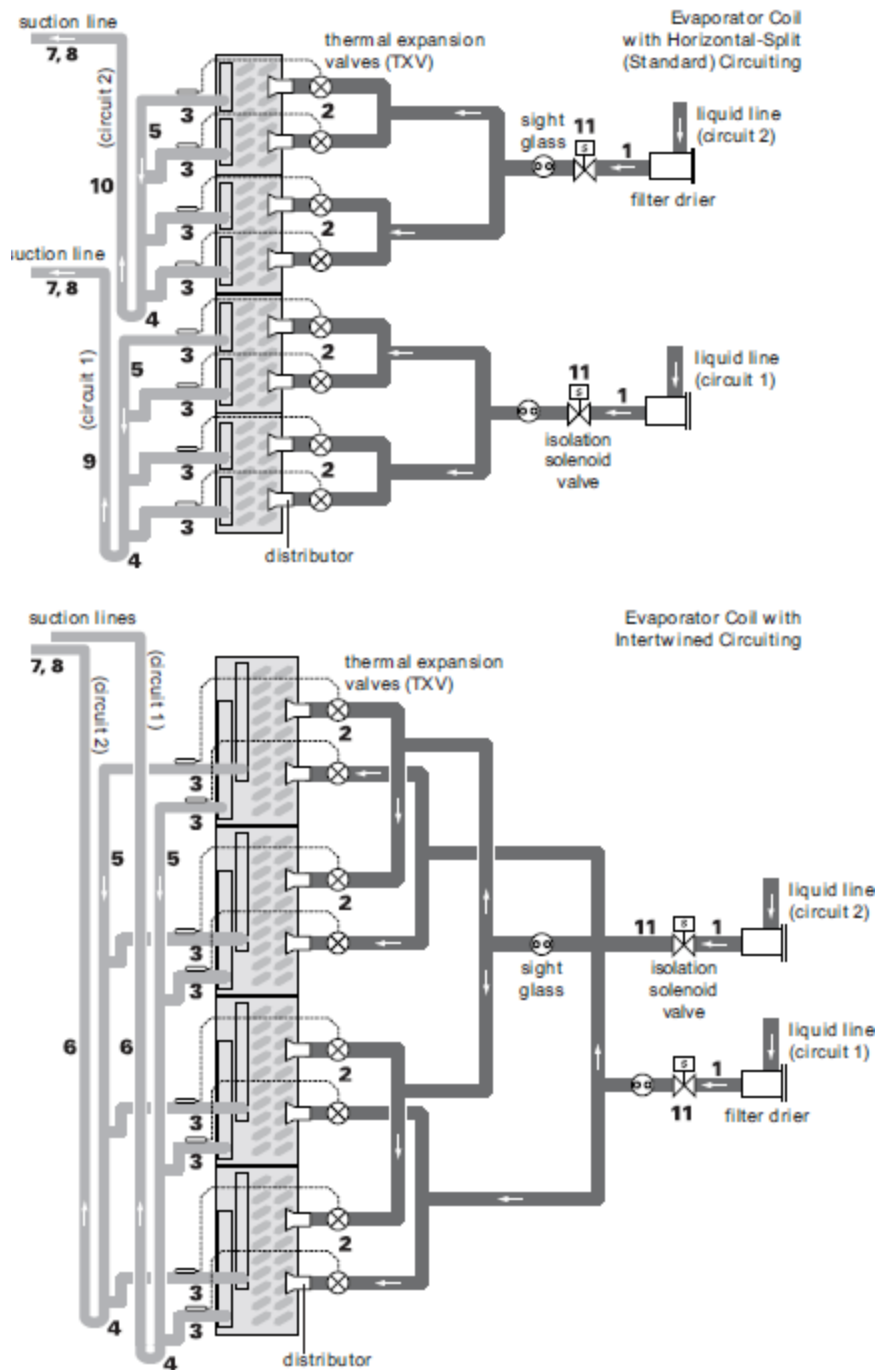 suction line
7, 8
(circuit 2)
thermal expansion
valves (TXV)
Evaporator Coil
with Horizontal-Split
(Standard) Circuiting
liquid line
(circuit 2)
sight
glass
11
S
1
filter drier
3
2
5
3
10
3
2
3
4
suction line
7, 8
(circuit 1)
3
2
5
3
9
3
2
3
4
distributor
liquid line
(circuit 1)
11
S
1
isolation
solenoid
valve
suction lines
7, 8
(circuit 2)
(circuit 1)
thermal expansion
valves (TXV)
Evaporator Coil with
Intertwined Circuiting
2
3
3
5
5
2
3
3
liquid line
(circuit 2)
11
S
1
sight
glass
isolation
solenoid
valve
6
6
2
3
3
liquid line
(circuit 1)
S
1
11
filter drier
2
3
4
3
4
distributor